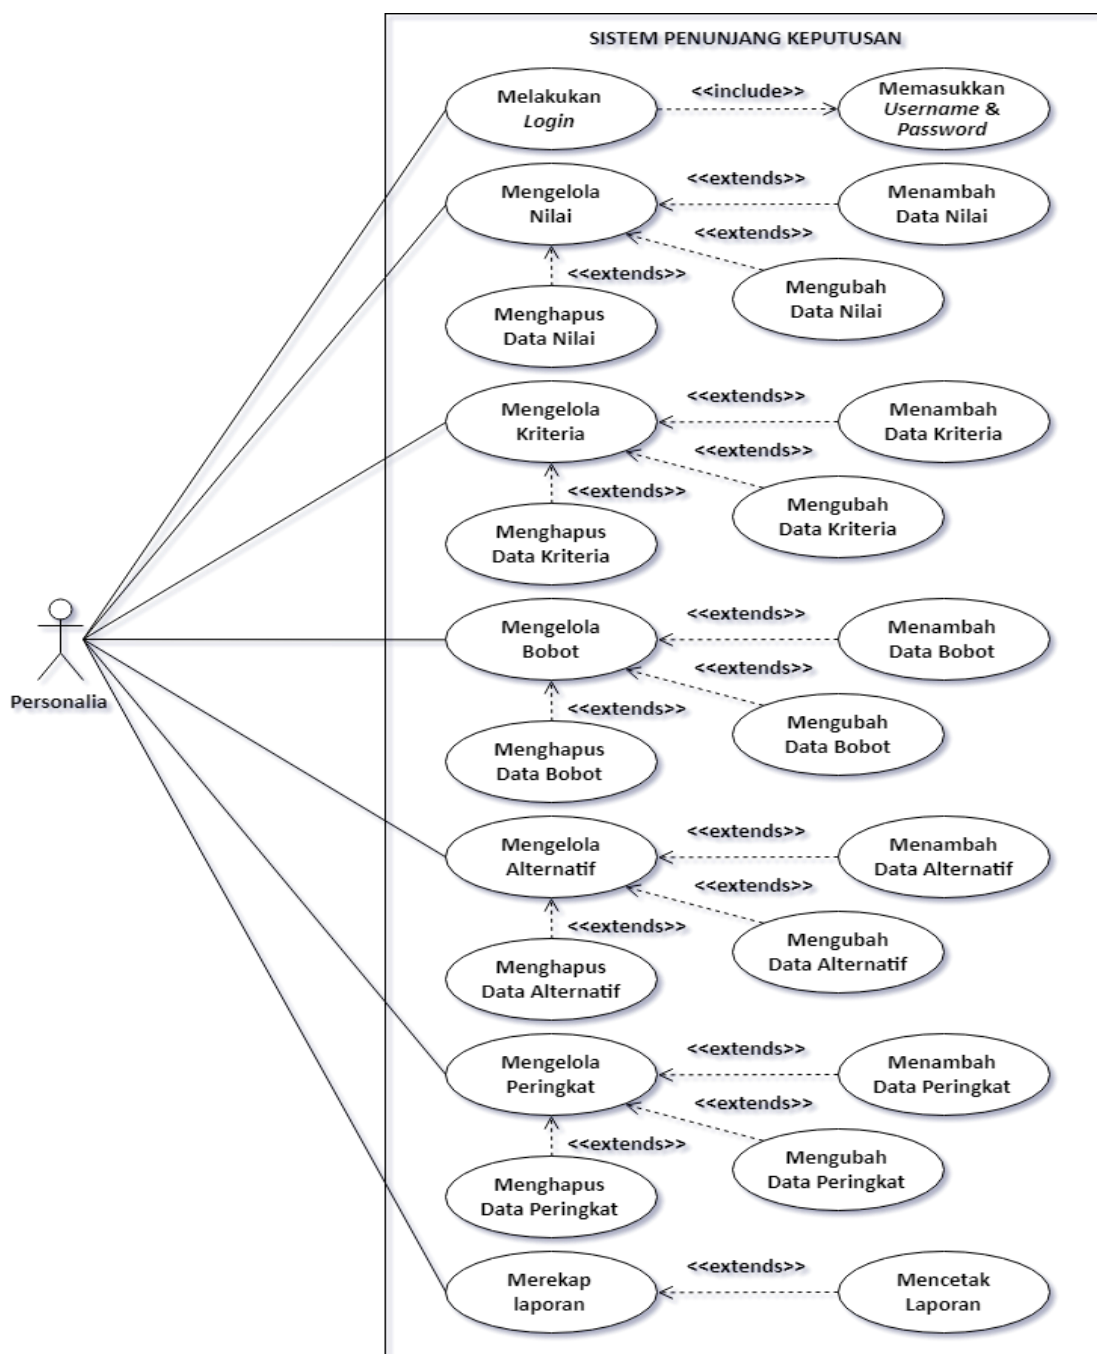 SISTEM PENUNJANG KEPUTUSAN
Melakukan
Login
<<include>>
Memasukkan
Username &
Password
Mengelola
Nilai
<<extends>>
Menambah
Data Nilai
<<extends>>
Mengubah
Data Nilai
<<extends>>
Menghapus
Data Nilai
Mengelola
Kriteria
<<extends>>
Menambah
Data Kriteria
<<extends>>
Mengubah
Data Kriteria
<<extends>>
Menghapus
Data Kriteria
Personalia
Mengelola
Bobot
<<extends>>
Menambah
Data Bobot
<<extends>>
Mengubah
Data Bobot
<<extends>>
Menghapus
Data Bobot
Mengelola
Alternatif
<<extends>>
Menambah
Data Alternatif
<<extends>>
Mengubah
Data Alternatif
<<extends>>
Menghapus
Data Alternatif
Mengelola
Peringkat
<<extends>>
Menambah
Data Peringkat
<<extends>>
Mengubah
Data Peringkat
<<extends>>
Menghapus
Data Peringkat
Merekap
laporan
<<extends>>
Mencetak
Laporan